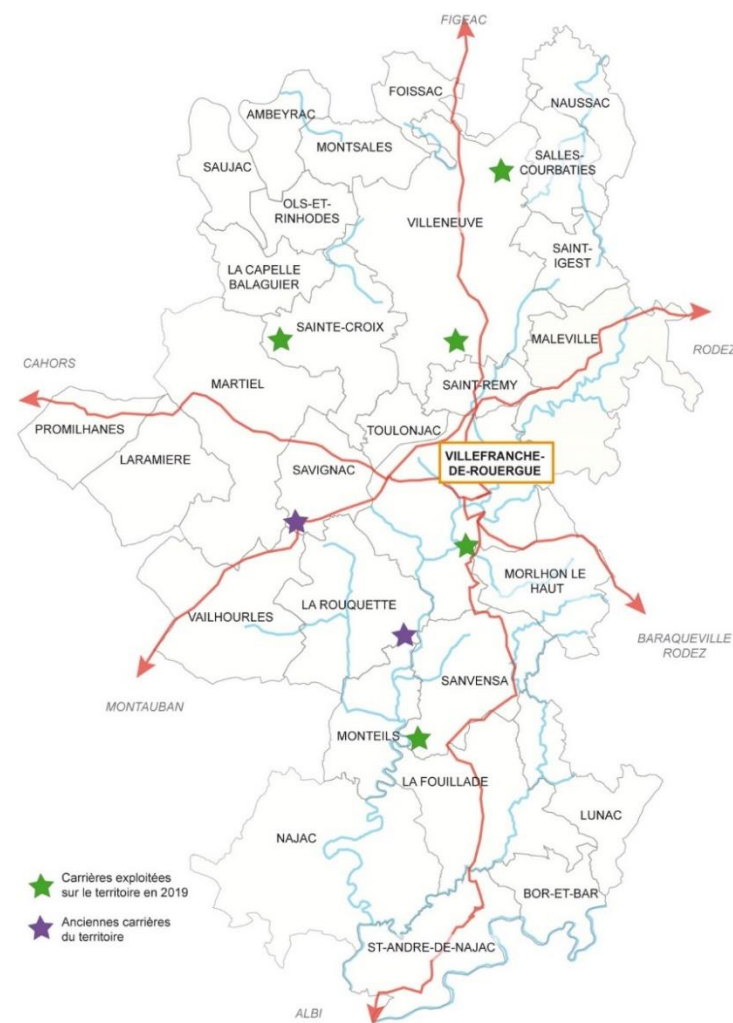 FIGEAC
FOISSAC
NAUSSAC
AMBEYRAC
MONTSALES
SALLES-
COURBATIES
SAUJAC
OLS-ET-
RINHODES
VILLENEUVE
SAINT-
IGEST
LA CAPELLE
BALAGUIER
SAINTE-CROIX
MALEVILLE
RODEZ
CAHORS
MARTIEL
SAINT-REMY
PROMILHANES
TOULONJAC
LARAMIERE
SAVIGNAC
VILLEFRANCHE-
DE-ROUERGUE
MORLHON LE
HAUT
LA ROUQUETTE
VAILHOURLES
BARAQUEVILLE
RODEZ
SANVENSA
MONTAUBAN
MONTEILS
LA FOUILLADE
LUNAC
NAJAC
BOR-ET-BAR
Carrières exploitées
sur le territoire en 2019
Anciennes carrières
du territoire
ST-ANDRE-DE-NAJAC
ALBI